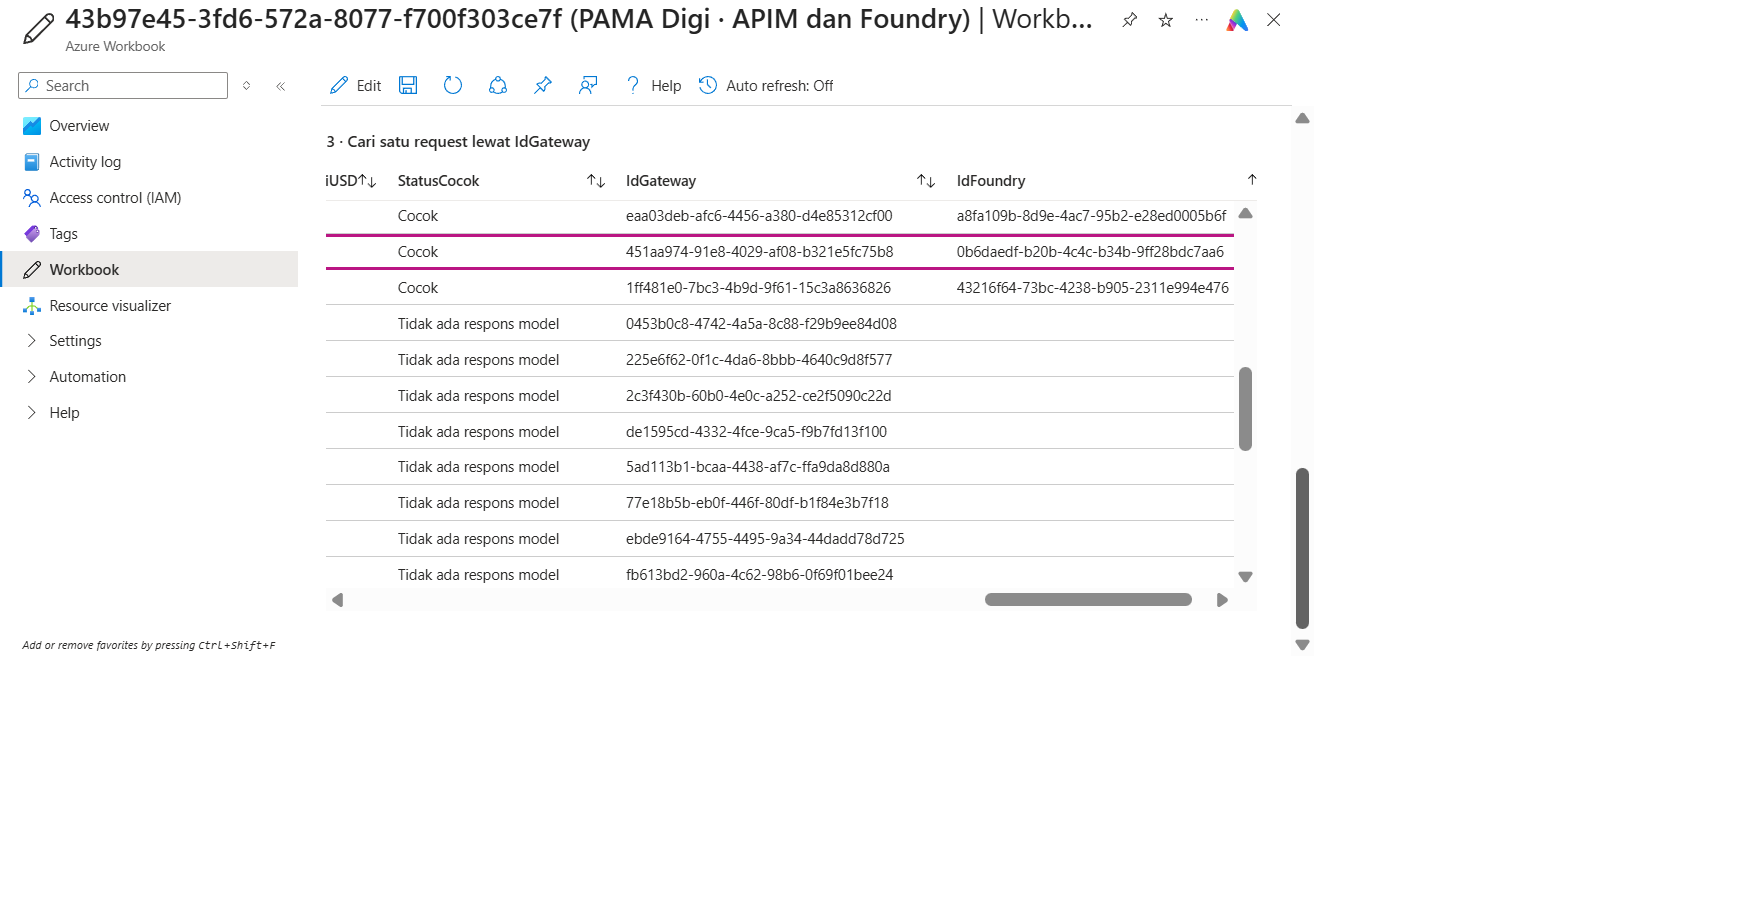 43b97e45-3fd6-572a-8077-f700f303ce7f (PAMA Digi · APIM dan Foundry) | Workb...
Azure Workbook
Search
Edit
Help
Auto refresh: Off
Overview
Activity log
Access control (IAM)
Tags
Workbook
Resource visualizer
Settings
Automation
Help
Add or remove favorites by pressing Ctrl+Shift+F
3 · Cari satu request lewat IdGateway
iUSD StatusCocok IdGateway IdFoundry
Cocok eaa03deb-afc6-4456-a380-d4e85312cf00 a8fa109b-8d9e-4ac7-95b2-e28ed0005b6f
Cocok 451aa974-91e8-4029-af08-b321e5fc75b8 0b6daedf-b20b-4c4c-b34b-9ff28bdc7aa6
Cocok 1ff481e0-7bc3-4b9d-9f61-15c3a8636826 43216f64-73bc-4238-b905-2311e994e476
Tidak ada respons model 0453b0c8-4742-4a5a-8c88-f29b9ee84d08
Tidak ada respons model 225e6f62-0f1c-4da6-8bbb-4640c9d8f577
Tidak ada respons model 2c3f430b-60b0-4e0c-a252-ce2f5090c22d
Tidak ada respons model de1595cd-4332-4fce-9ca5-f9b7fd13f100
Tidak ada respons model 5ad113b1-bcaa-4438-af7c-ffa9da8d880a
Tidak ada respons model 77e18b5b-eb0f-446f-80df-b1f84e3b7f18
Tidak ada respons model ebde9164-4755-4495-9a34-44dadd78d725
Tidak ada respons model fb613bd2-960a-4c62-98b6-0f69f01bee24